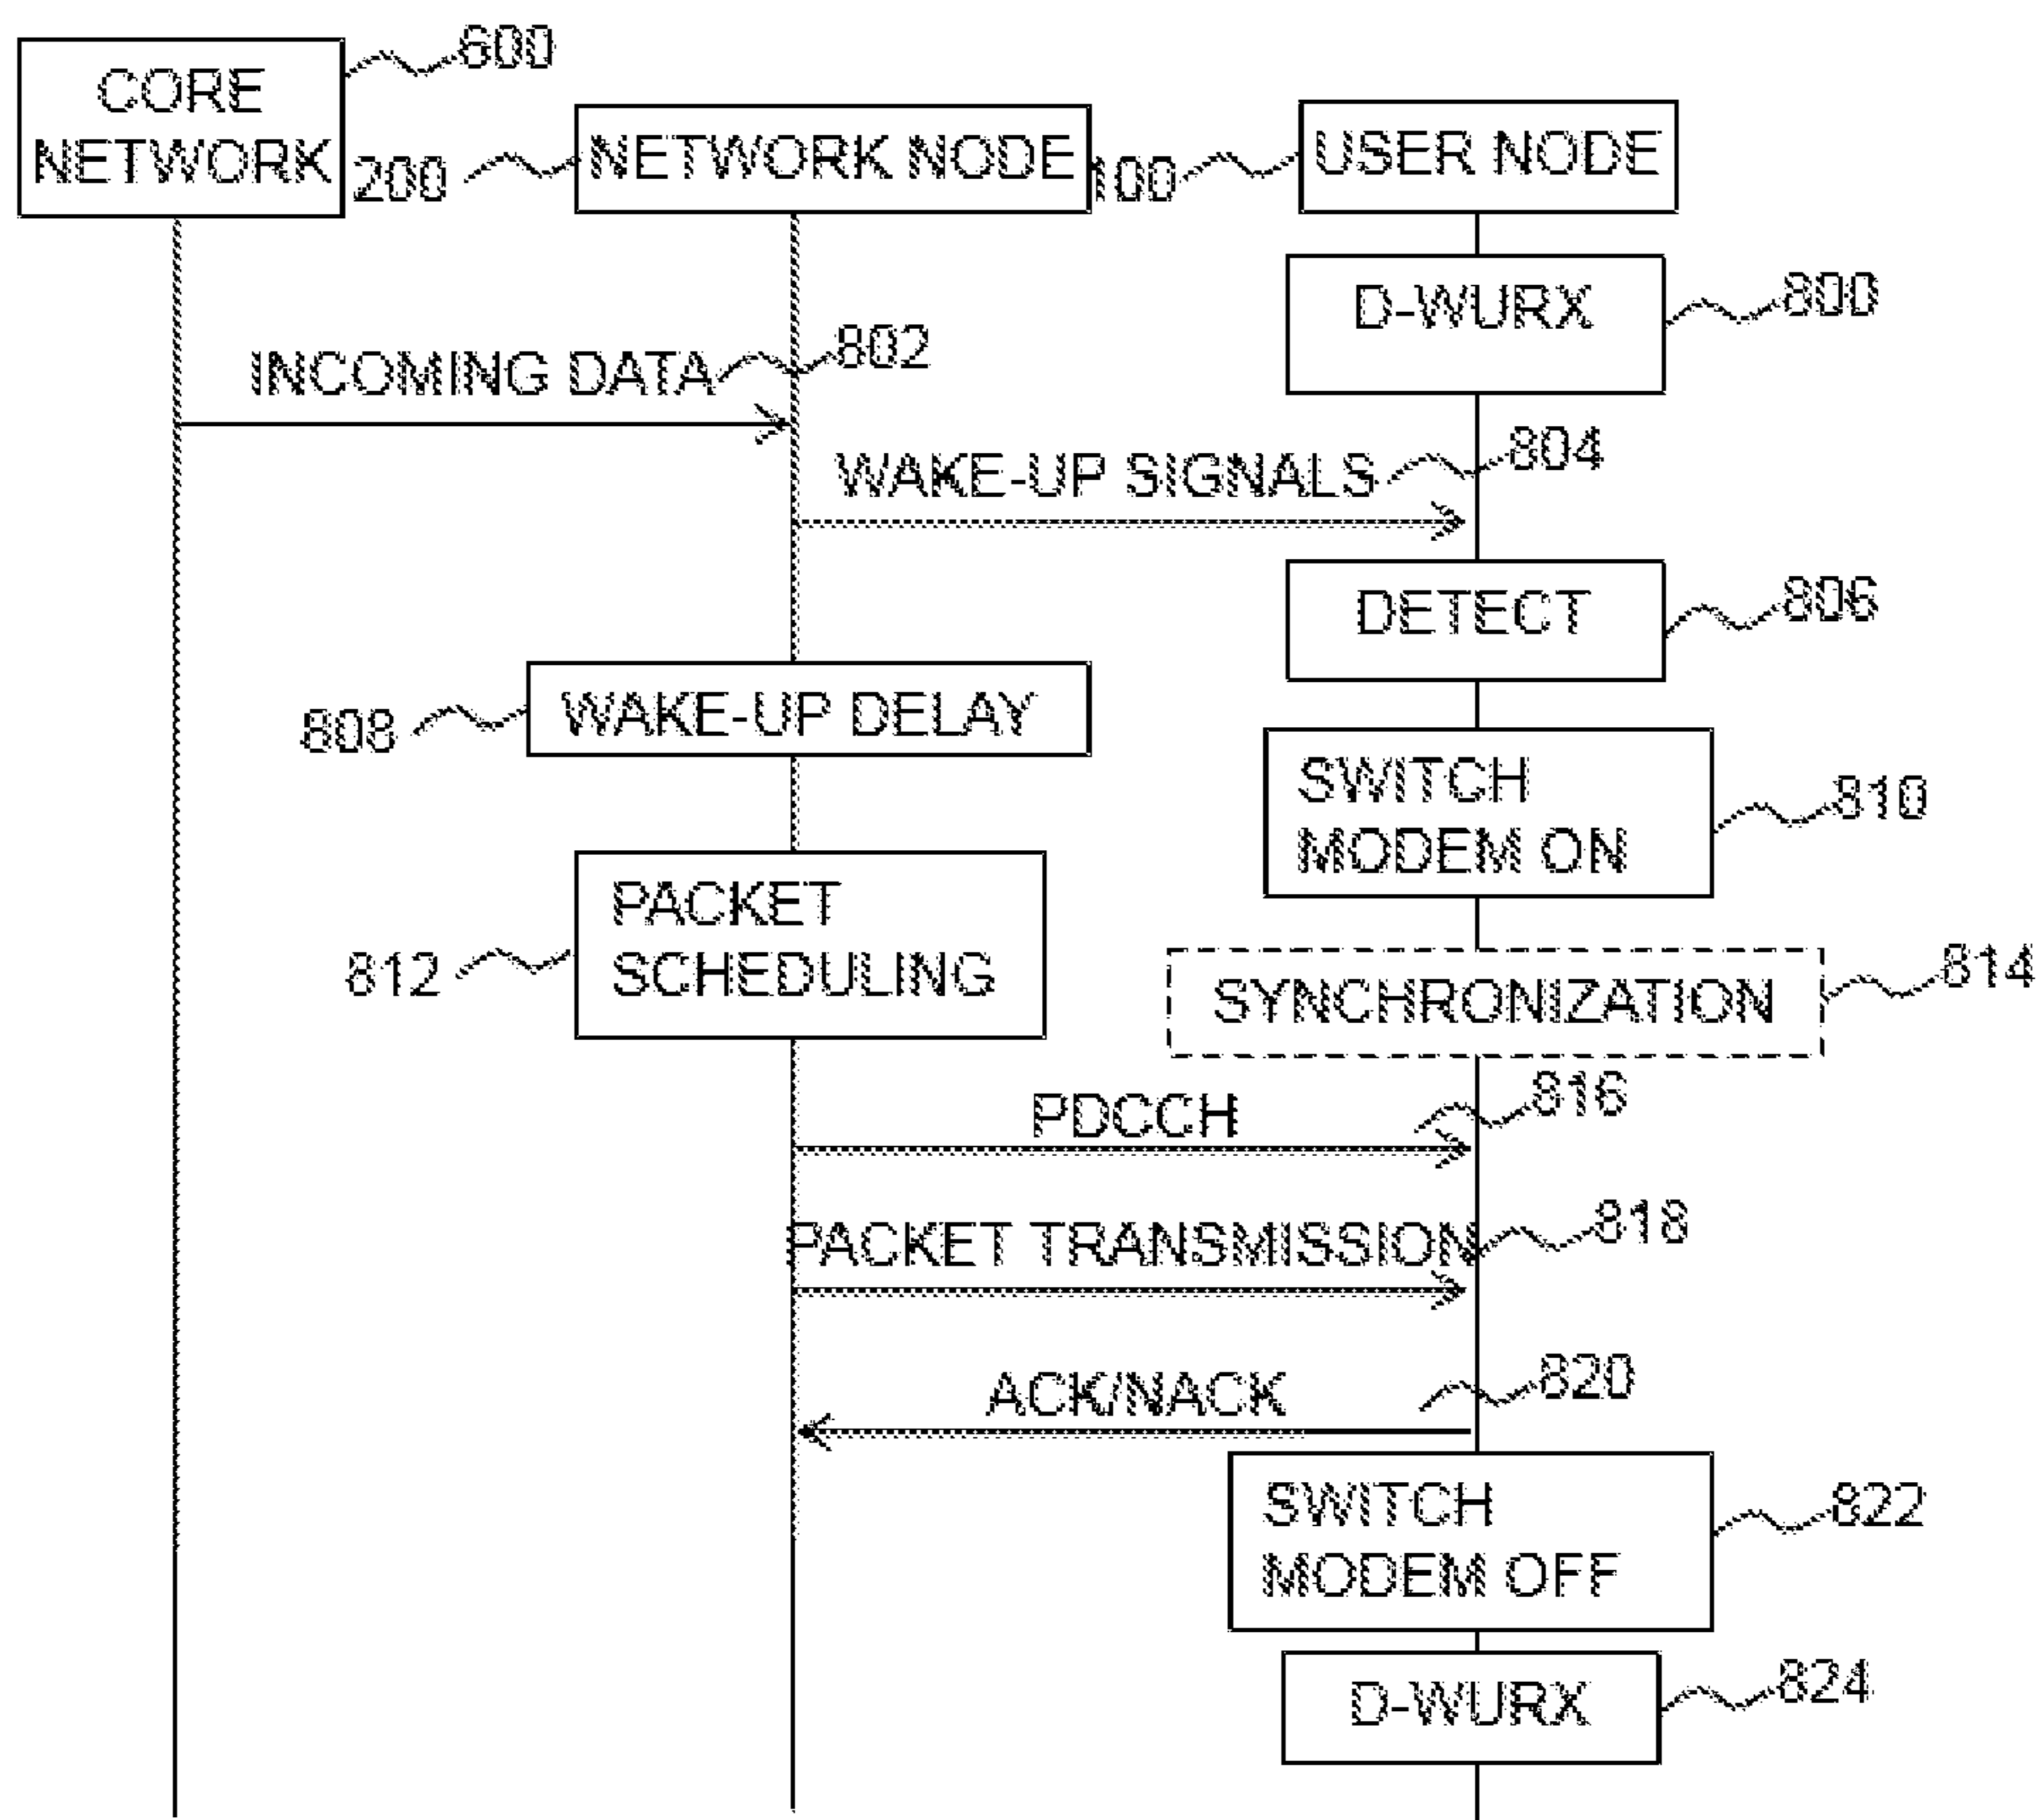 CORE
NETWORK
600
200
NETWORK NODE
100
USER NODE
D-WURX
800
INCOMING DATA
802
WAKE-UP SIGNALS
804
DETECT
806
WAKE-UP DELAY
808
SWITCH
MODEM ON
810
PACKET
SCHEDULING
812
SYNCHRONIZATION
814
PDCCH
816
PACKET TRANSMISSION
818
ACK/NACK
820
SWITCH
MODEM OFF
822
D-WURX
824